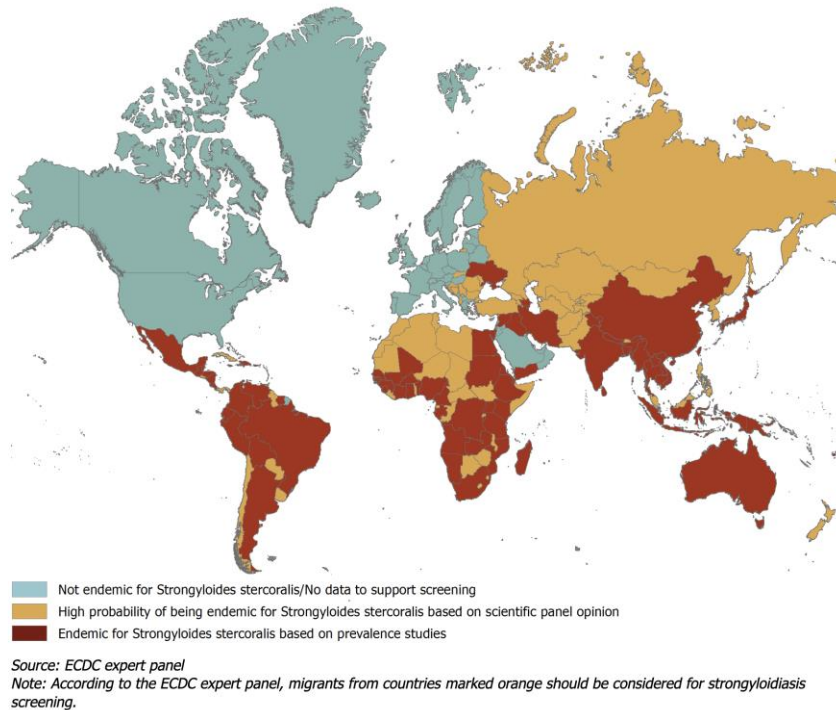 Not endemic for Strongyloides stercoralis/No data to support screening
High probability of being endemic for Strongyloides stercoralis based on scientific panel opinion
Endemic for Strongyloides stercoralis based on prevalence studies
Source: ECDC expert panel
Note: According to the ECDC expert panel, migrants from countries marked orange should be considered for strongyloidiasis
screening.